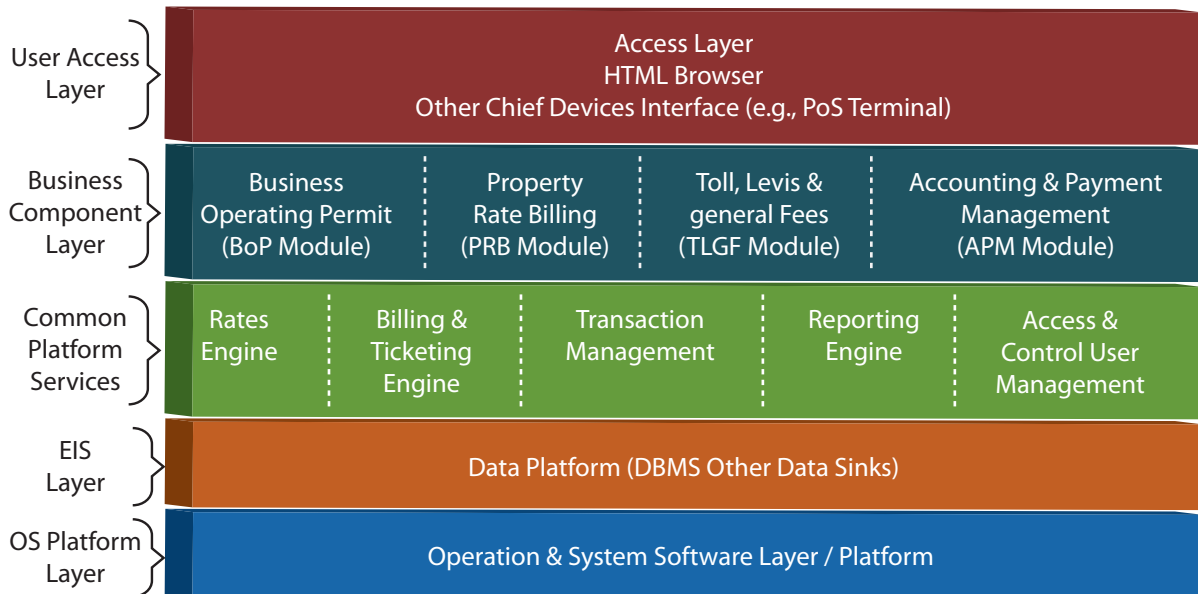 User Access
Layer
Access Layer
HTML Browser
Other Chief Devices Interface (e.g., PoS Terminal)
Business
Component
Layer
Business
Operating Permit
(BoP Module)
Property
Rate Billing
(PRB Module)
Toll, Levis &
general Fees
(TLGF Module)
Accounting & Payment
Management
(APM Module)
Common
Platform
Services
Rates
Engine
Billing &
Ticketing
Engine
Transaction
Management
Reporting
Engine
Access &
Control User
Management
EIS
Layer
Data Platform (DBMS Other Data Sinks)
OS Platform
Layer
Operation & System Software Layer / Platform